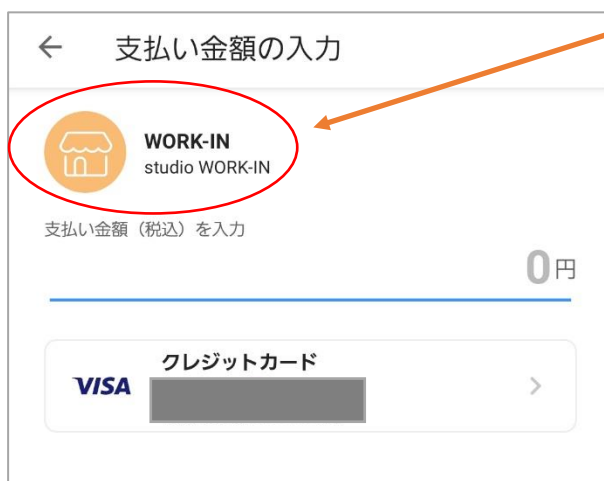 支払い金額の入力
WORK-IN
studio WORK-IN
支払い金額（税込）を入力
0円
クレジットカード
VISA